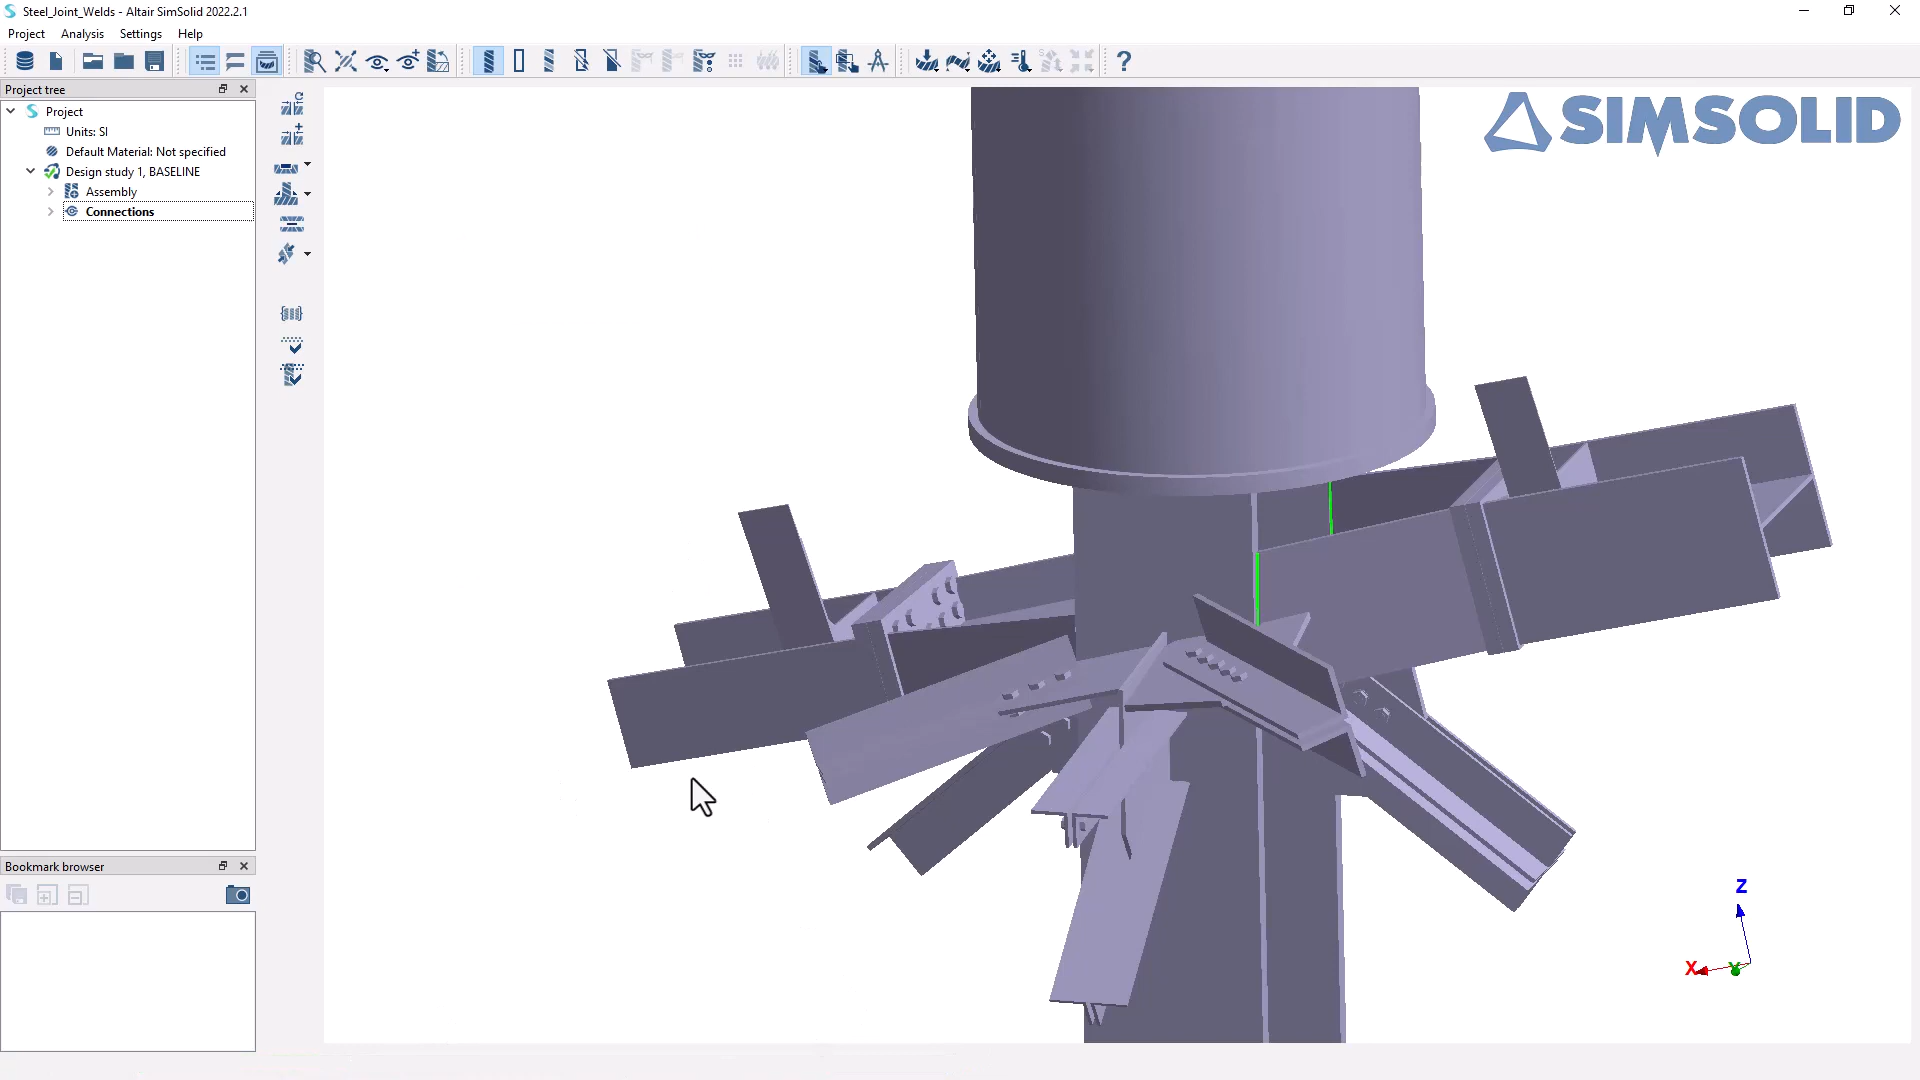 Steel_Joint_Welds - Altair SimSolid 2022.2.1
Project Analysis Settings Help
Project tree
Project
Units: SI
Default Material: Not specified
Design study 1, BASELINE
Assembly
Connections
Bookmark browser
SIMSOLID
Z
X
Y